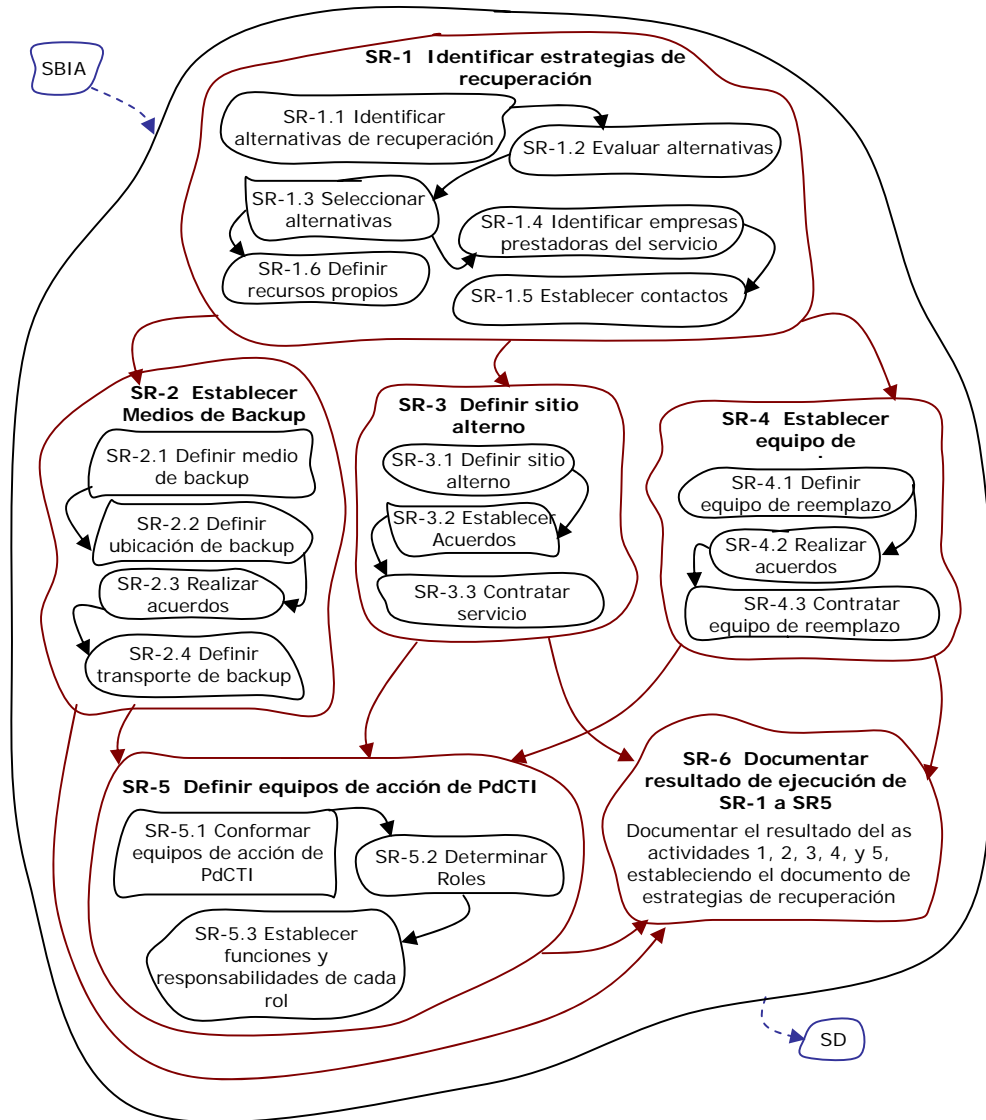 SBIA
SR-1 Identificar estrategias de
recuperación
SR-1.1 Identificar
alternativas de recuperación
SR-1.2 Evaluar alternativas
SR-1.3 Seleccionar
alternativas
SR-1.4 Identificar empresas
prestadoras del servicio
SR-1.6 Definir
recursos propios
SR-1.5 Establecer contactos
SR-2 Establecer
Medios de Backup
SR-2.1 Definir medio
de backup
SR-2.2 Definir
ubicación de backup
SR-2.3 Realizar
acuerdos
SR-2.4 Definir
transporte de backup
SR-3 Definir sitio
alterno
SR-3.1 Definir sitio
alterno
SR-3.2 Establecer
Acuerdos
SR-3.3 Contratar
servicio
SR-4 Establecer
equipo de
SR-4.1 Definir
equipo de reemplazo
SR-4.2 Realizar
acuerdos
SR-4.3 Contratar
equipo de reemplazo
SR-5 Definir equipos de acción de PdCTI
SR-5.1 Conformar
equipos de acción de
PdCTI
SR-5.2 Determinar
Roles
SR-5.3 Establecer
funciones y
responsabilidades de cada
rol
SR-6 Documentar
resultado de ejecución de
SR-1 a SR5
Documentar el resultado del as
actividades 1, 2, 3, 4, y 5,
estableciendo el documento de
estrategias de recuperación
SD